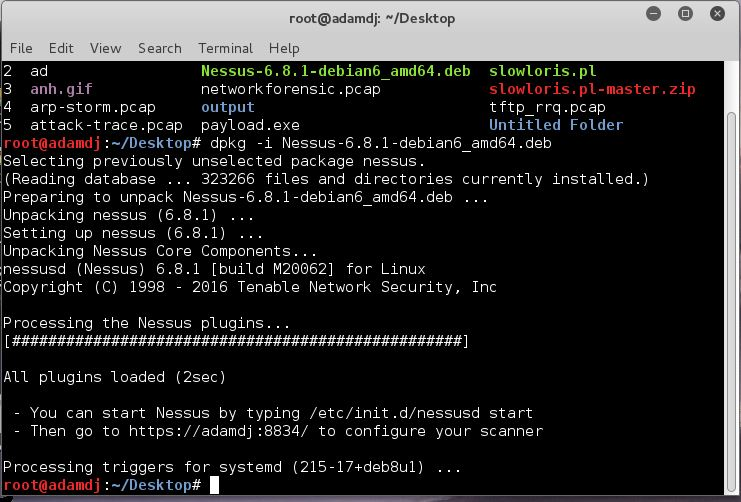 root@adamdj: ~/Desktop
File Edit View Search Terminal Help
2 ad Nessus-6.8.1-debian6_amd64.deb slowloris.pl
3 anh.gif networkforensic.pcap slowloris.pl-master.zip
4 arp-storm.pcap output tftp_rrq.pcap
5 attack-trace.pcap payload.exe Untitled Folder
root@adamdj:~/Desktop# dpkg -i Nessus-6.8.1-debian6_amd64.deb
Selecting previously unselected package nessus.
(Reading database ... 323266 files and directories currently installed.)
Preparing to unpack Nessus-6.8.1-debian6_amd64.deb ...
Unpacking nessus (6.8.1) ...
Setting up nessus (6.8.1) ...
Unpacking Nessus Core Components...
nessusd (Nessus) 6.8.1 [build M20062] for Linux
Copyright (C) 1998 - 2016 Tenable Network Security, Inc
Processing the Nessus plugins...
[##################################################]
All plugins loaded (2sec)
- You can start Nessus by typing /etc/init.d/nessusd start
- Then go to https://adamdj:8834/ to configure your scanner
Processing triggers for systemd (215-17+deb8u1) ...
root@adamdj:~/Desktop#